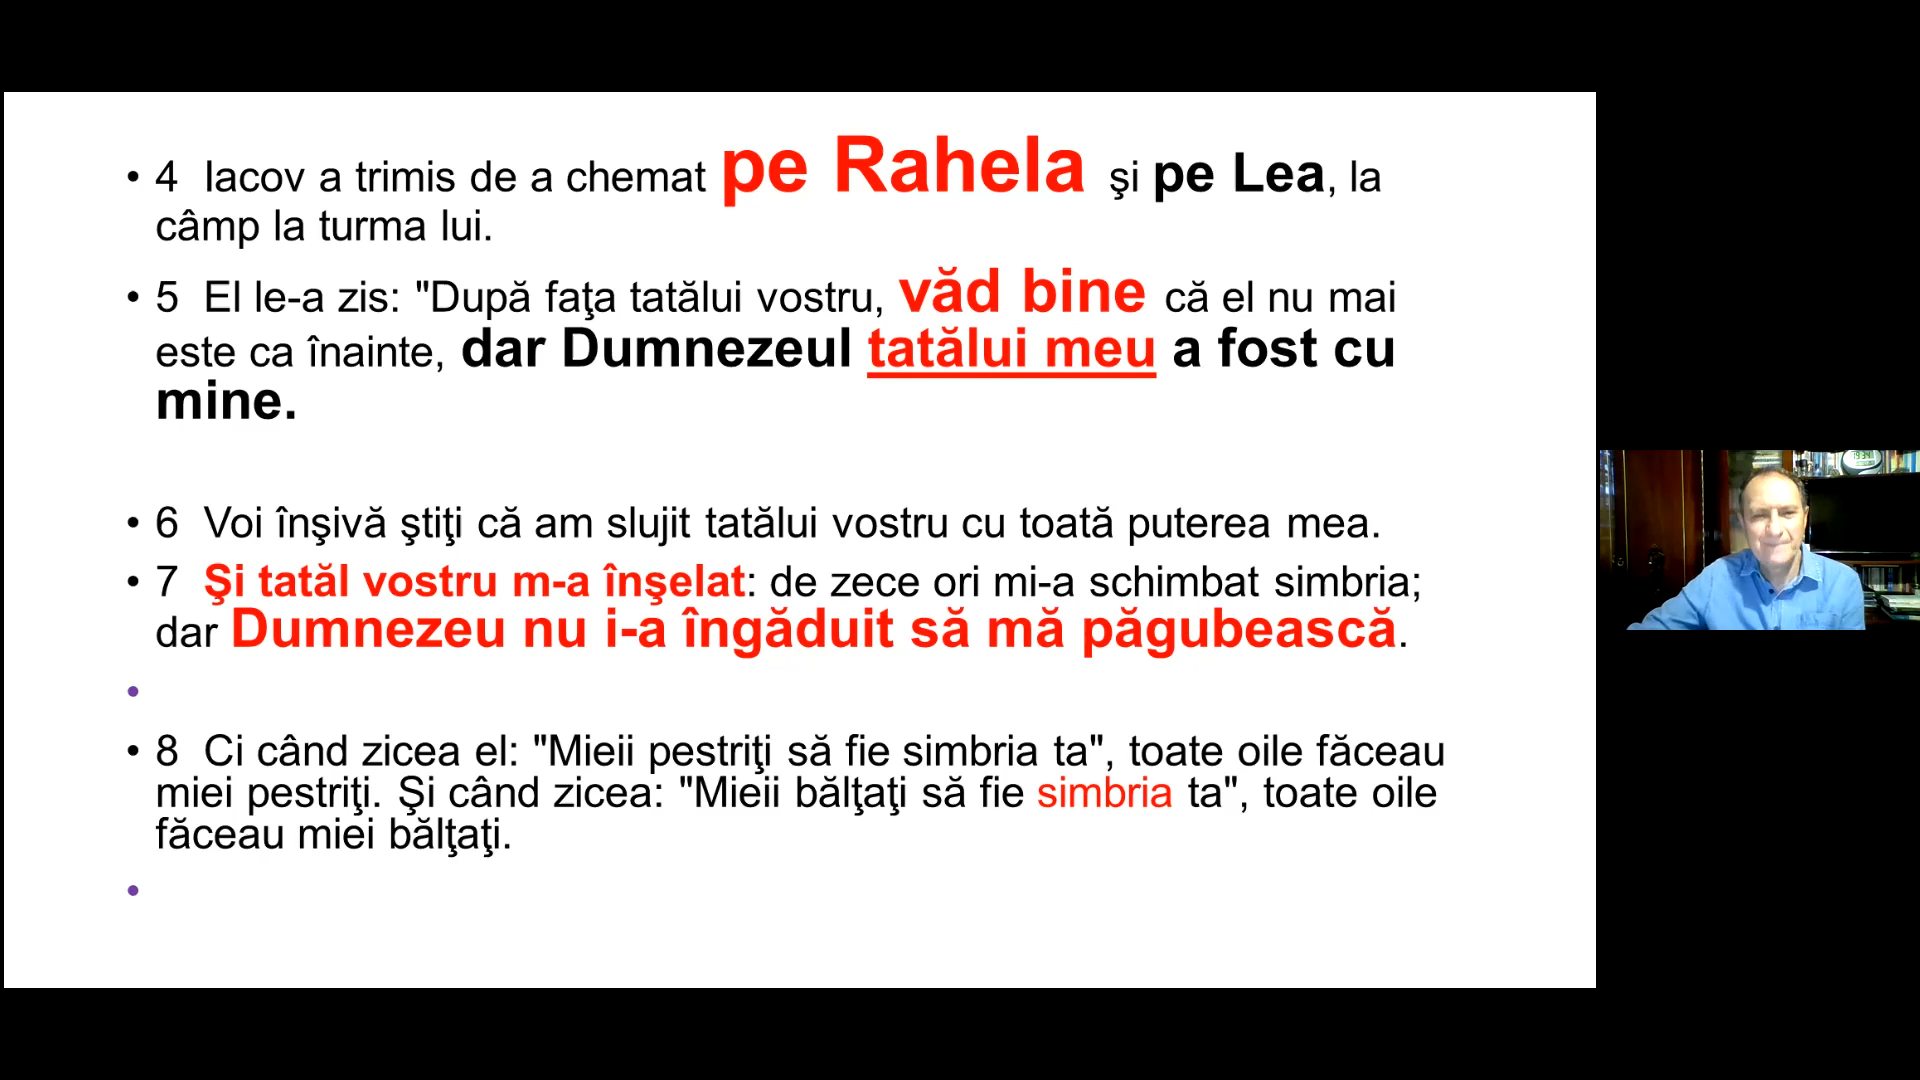 • 4 Iacov a trimis de a chemat pe Rahela şi pe Lea, la
câmp la turma lui.
• 5 El le-a zis: "După faţa tatălui vostru, văd bine că el nu mai
este ca înainte, dar Dumnezeul tatălui meu a fost cu
mine.
• 6 Voi înşivă ştiţi că am slujit tatălui vostru cu toată puterea mea.
• 7 Şi tatăl vostru m-a înşelat: de zece ori mi-a schimbat simbria;
dar Dumnezeu nu i-a îngăduit să mă păgubească.
•
• 8 Ci când zicea el: "Mieii pestriţi să fie simbria ta", toate oile făceau
miei pestriţi. Şi când zicea: "Mieii bălţaţi să fie simbria ta", toate oile
făceau miei bălţaţi.
•